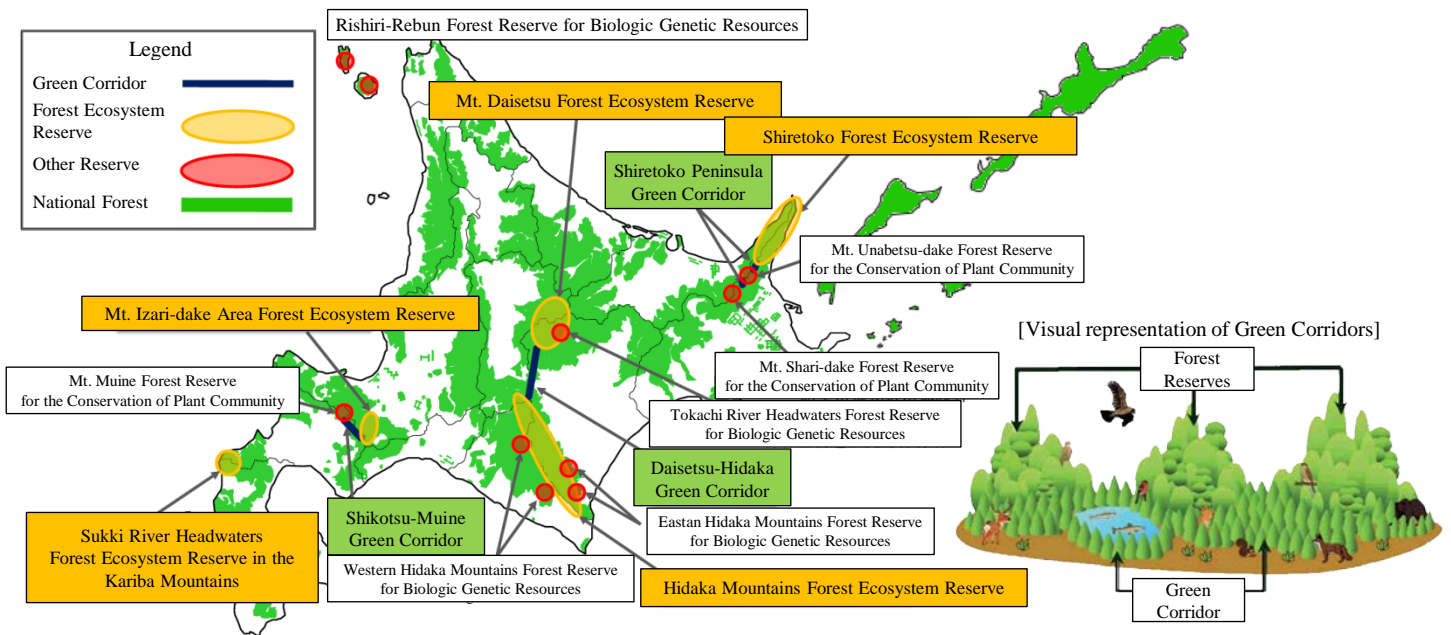 Rishiri-Rebun Forest Reserve for Biologic Genetic Resources
Legend
Green Corridor
Forest Ecosystem
Reserve
Other Reserve
National Forest
Mt. Daisetsu Forest Ecosystem Reserve
Shiretoko Forest Ecosystem Reserve
Shiretoko Peninsula
Green Corridor
Mt. Unabetsu-dake Forest Reserve
for the Conservation of Plant Community
Mt. Izari-dake Area Forest Ecosystem Reserve
Mt. Muine Forest Reserve
for the Conservation of Plant Community
Mt. Shari-dake Forest Reserve
for the Conservation of Plant Community
Tokachi River Headwaters Forest Reserve
for Biologic Genetic Resources
Daisetsu-Hidaka
Green Corridor
Shikotsu-Muine
Green Corridor
Eastan Hidaka Mountains Forest Reserve
for Biologic Genetic Resources
Sukki River Headwaters
Forest Ecosystem Reserve in the
Kariba Mountains
Western Hidaka Mountains Forest Reserve
for Biologic Genetic Resources
Hidaka Mountains Forest Ecosystem Reserve
[Visual representation of Green Corridors]
Forest
Reserves
Green
Corridor